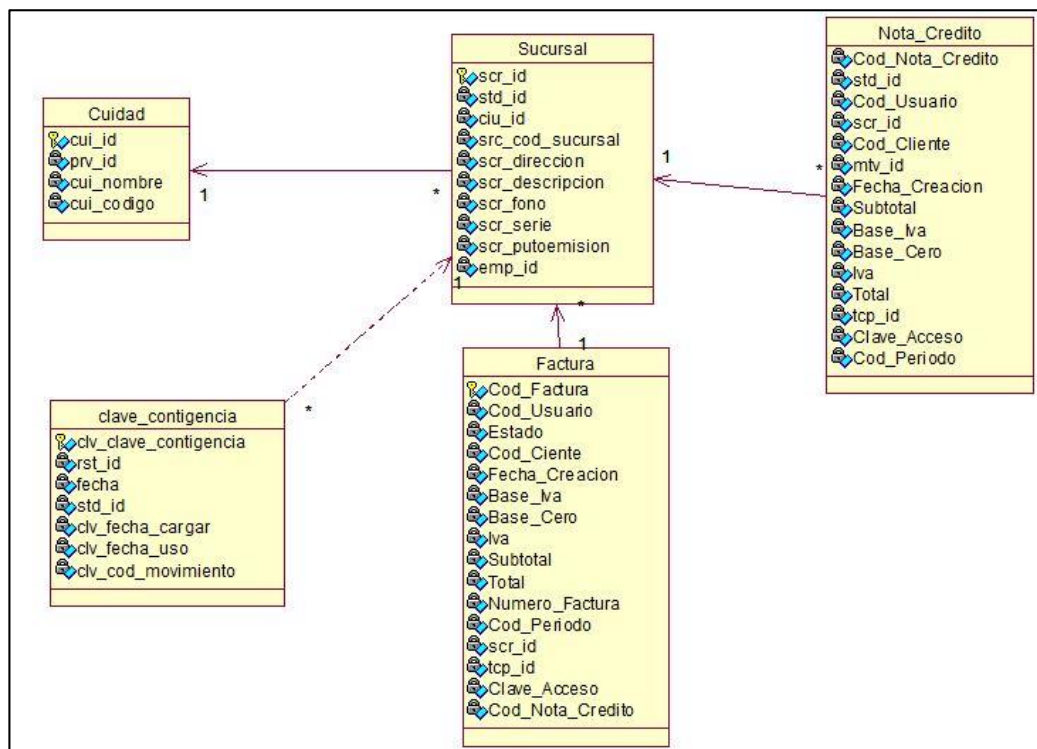 Cuidad
cui_id
prv_id
cui_nombre
cui_codigo
1
*
Sucursal
scr_id
std_id
ciu_id
src_cod_sucursal
scr_direccion
scr_descripcion
scr_fono
scr_serie
scr_putoemision
emp_id
1
*
Nota_Credito
Cod_Nota_Credito
std_id
Cod_Usuario
scr_id
Cod_Cliente
mtv_id
Fecha_Creacion
Subtotal
Base_Iva
Base_Cero
Iva
Total
tcp_id
Clave_Acceso
Cod_Periodo
1
*
clave_contigencia
clv_clave_contigencia
rst_id
fecha
std_id
clv_fecha_cargar
clv_fecha_uso
clv_cod_movimiento
*
1
Factura
Cod_Factura
Cod_Usuario
Estado
Cod_Ciente
Fecha_Creacion
Base_Iva
Base_Cero
Iva
Subtotal
Total
Numero_Factura
Cod_Periodo
scr_id
tcp_id
Clave_Acceso
Cod_Nota_Credito